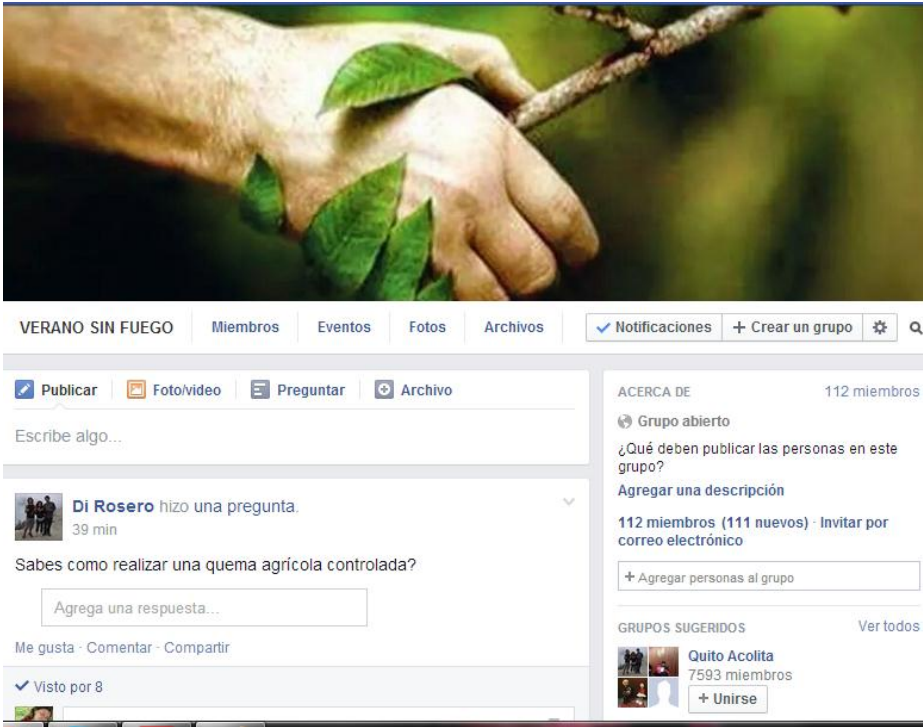 VERANO SIN FUEGO Miembros Eventos Fotos Archivos Notificaciones + Crear un grupo
Publicar Foto/video Preguntar Archivo
Escribe algo...
Di Rosero hizo una pregunta.
39 min
Sabes como realizar una quema agrícola controlada?
Agrega una respuesta...
Me gusta · Comentar · Compartir
Visto por 8
ACERCA DE 112 miembros
Grupo abierto
¿Qué deben publicar las personas en este
grupo?
Agregar una descripción
112 miembros (111 nuevos) · Invitar por
correo electrónico
+ Agregar personas al grupo
GRUPOS SUGERIDOS Ver todos
Quito Acolita
7593 miembros
+ Unirse